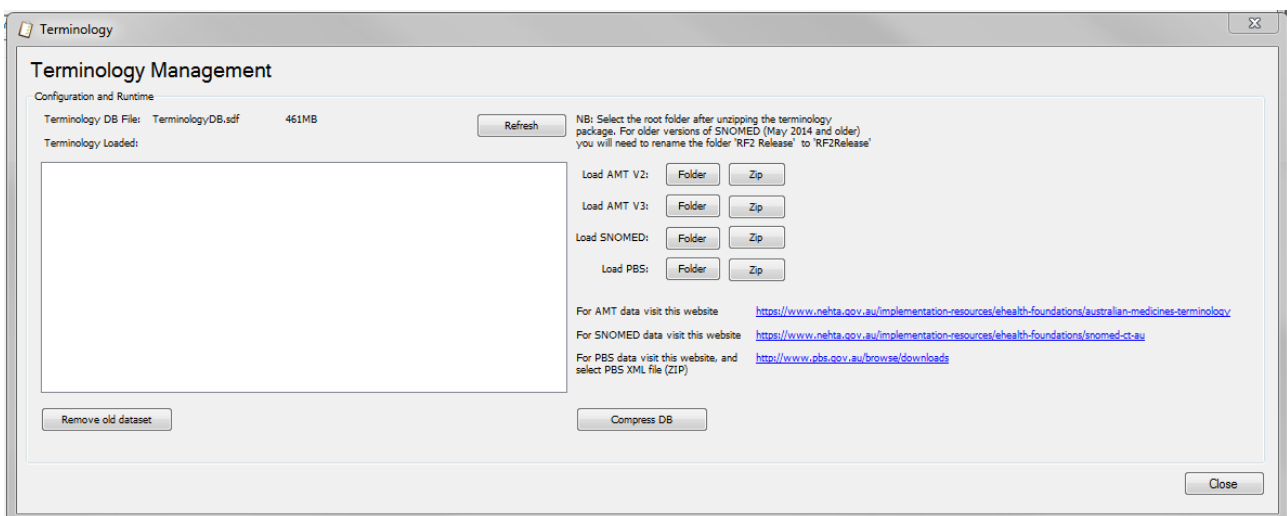 Terminology
Terminology Management
Configuration and Runtime
Terminology DB File: TerminologyDB.sdf 461MB
Refresh
Terminology Loaded:
NB: Select the root folder after unzipping the terminology
package. For older versions of SNOMED (May 2014 and older)
you will need to rename the folder 'RF2 Release' to 'RF2Release'
Load AMT V2: Folder Zip
Load AMT V3: Folder Zip
Load SNOMED: Folder Zip
Load PBS: Folder Zip
For AMT data visit this website https://www.nehta.gov.au/implementation-resources/ehealth-foundations/australian-medicines-terminology
For SNOMED data visit this website https://www.nehta.gov.au/implementation-resources/ehealth-foundations/snomed-ct-au
For PBS data visit this website, and http://www.pbs.gov.au/browse/downloads
select PBS XML file (ZIP)
Remove old dataset
Compress DB
Close